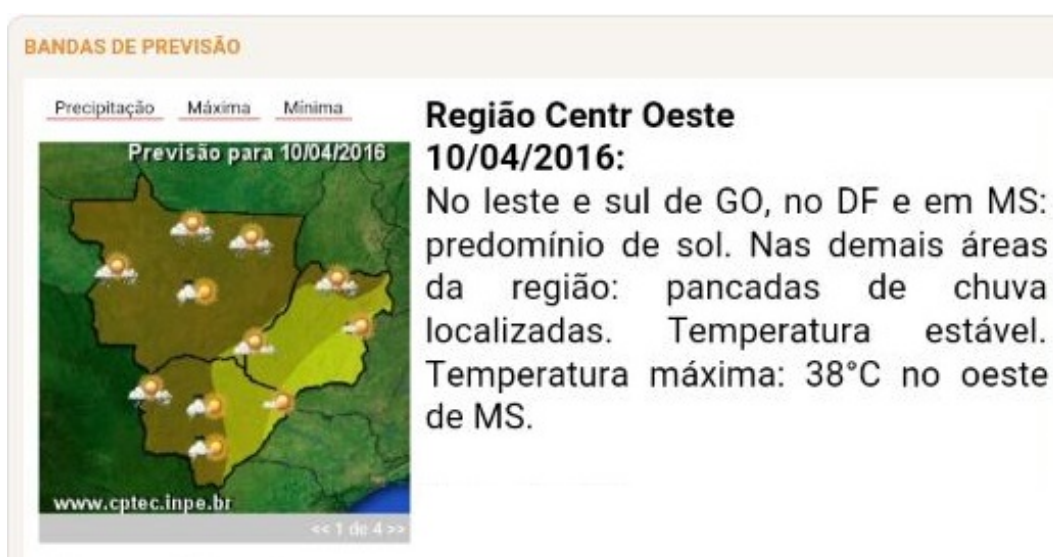 BANDAS DE PREVISÃO
Precipitação Máxima Mínima
Previsão para 10/04/2016
www.cptec.inpe.br
<< 1 de 4 >>
Região Centr Oeste
10/04/2016:
No leste e sul de GO, no DF e em MS:
predomínio de sol. Nas demais áreas
da região: pancadas de chuva
localizadas. Temperatura estável.
Temperatura máxima: 38°C no oeste
de MS.